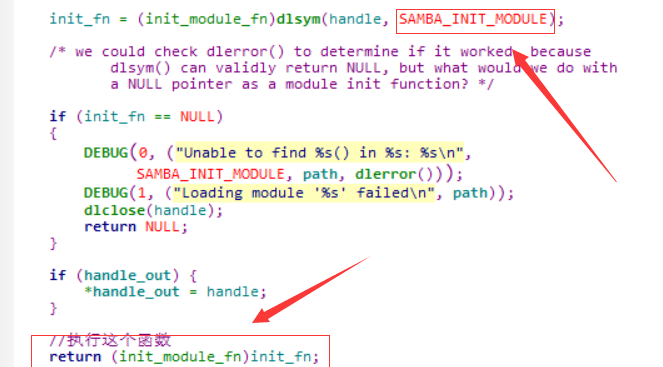 init_fn = (init_module_fn)dlsym(handle, SAMBA_INIT_MODULE);
/* we could check dlerror() to determine if it worked, because
dlsym() can validly return NULL, but what would we do with
a NULL pointer as a module init function? */
if (init_fn == NULL)
{
DEBUG(0, ("Unable to find %s() in %s: %s\n",
SAMBA_INIT_MODULE, path, dlerror()));
DEBUG(1, ("Loading module '%s' failed\n", path));
dlclose(handle);
return NULL;
}
if (handle_out) {
*handle_out = handle;
}
//执行这个函数
return (init_module_fn)init_fn;